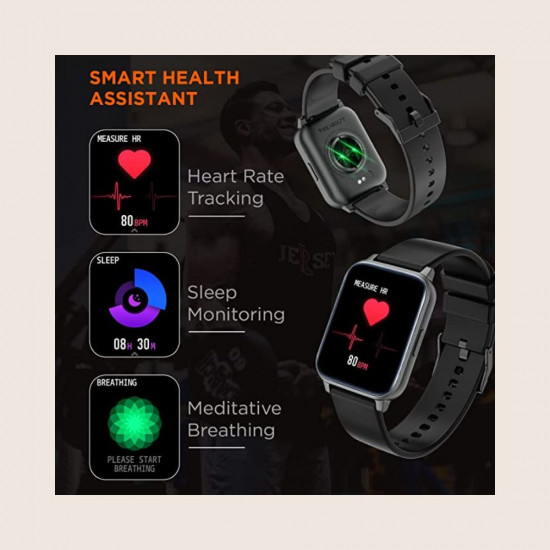 SMART HEALTH
ASSISTANT
MEASURE HR
80 BPM
Heart Rate
Tracking
SLEEP
08 H 30 M
Sleep
Monitoring
BREATHING
PLEASE START
BREATHING
Meditative
Breathing
JERSE
MEASURE HR
80 BPM